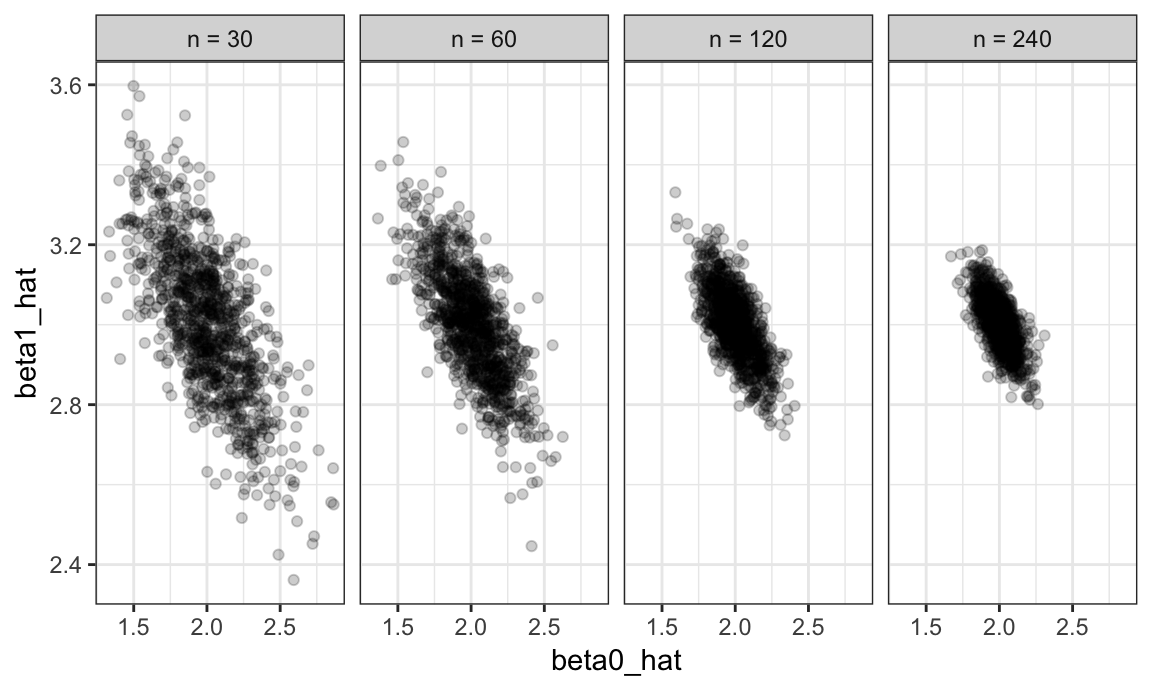 n = 30 n = 60 n = 120 n = 240
3.6
3.2
2.8
2.4
beta1_hat
1.5 2.0 2.5 1.5 2.0 2.5 1.5 2.0 2.5 1.5 2.0 2.5
beta0_hat